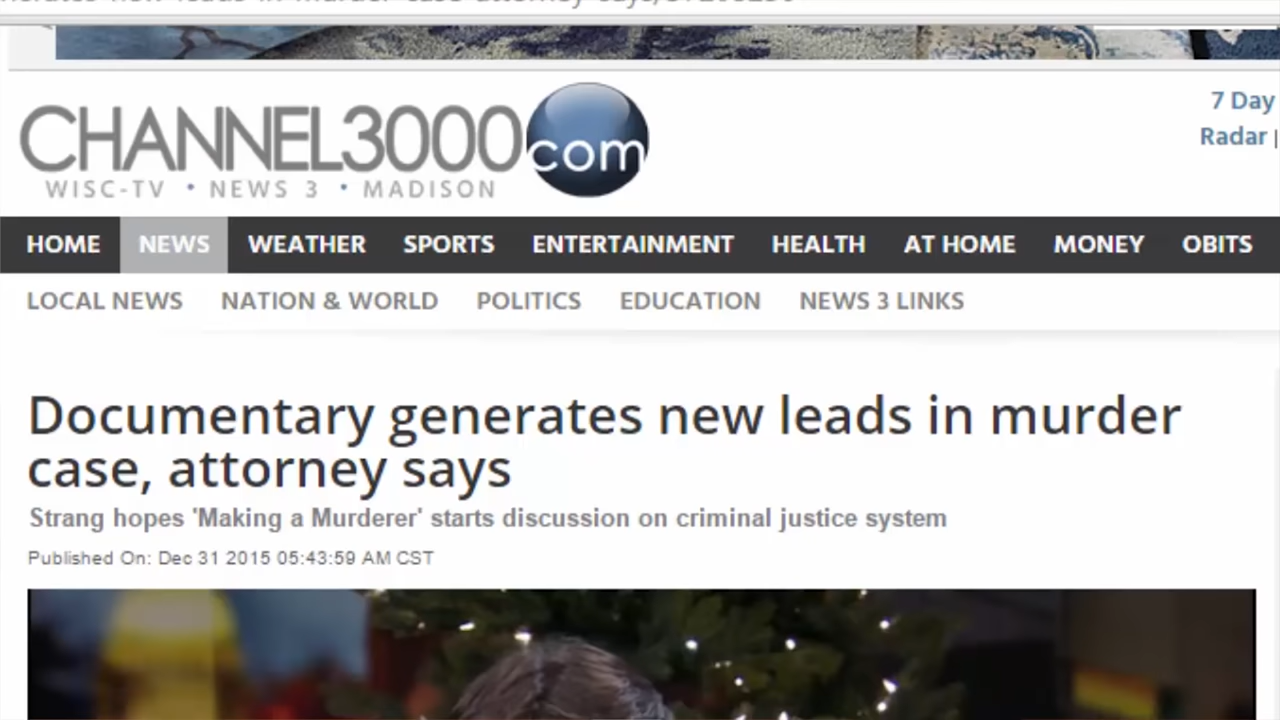 CHANNEL3000.com
WISC-TV • NEWS 3 • MADISON
7 Day
Radar |
HOME NEWS WEATHER SPORTS ENTERTAINMENT HEALTH AT HOME MONEY OBITS
LOCAL NEWS NATION & WORLD POLITICS EDUCATION NEWS 3 LINKS
Documentary generates new leads in murder
case, attorney says
Strang hopes 'Making a Murderer' starts discussion on criminal justice system
Published On: Dec 31 2015 05:43:59 AM CST